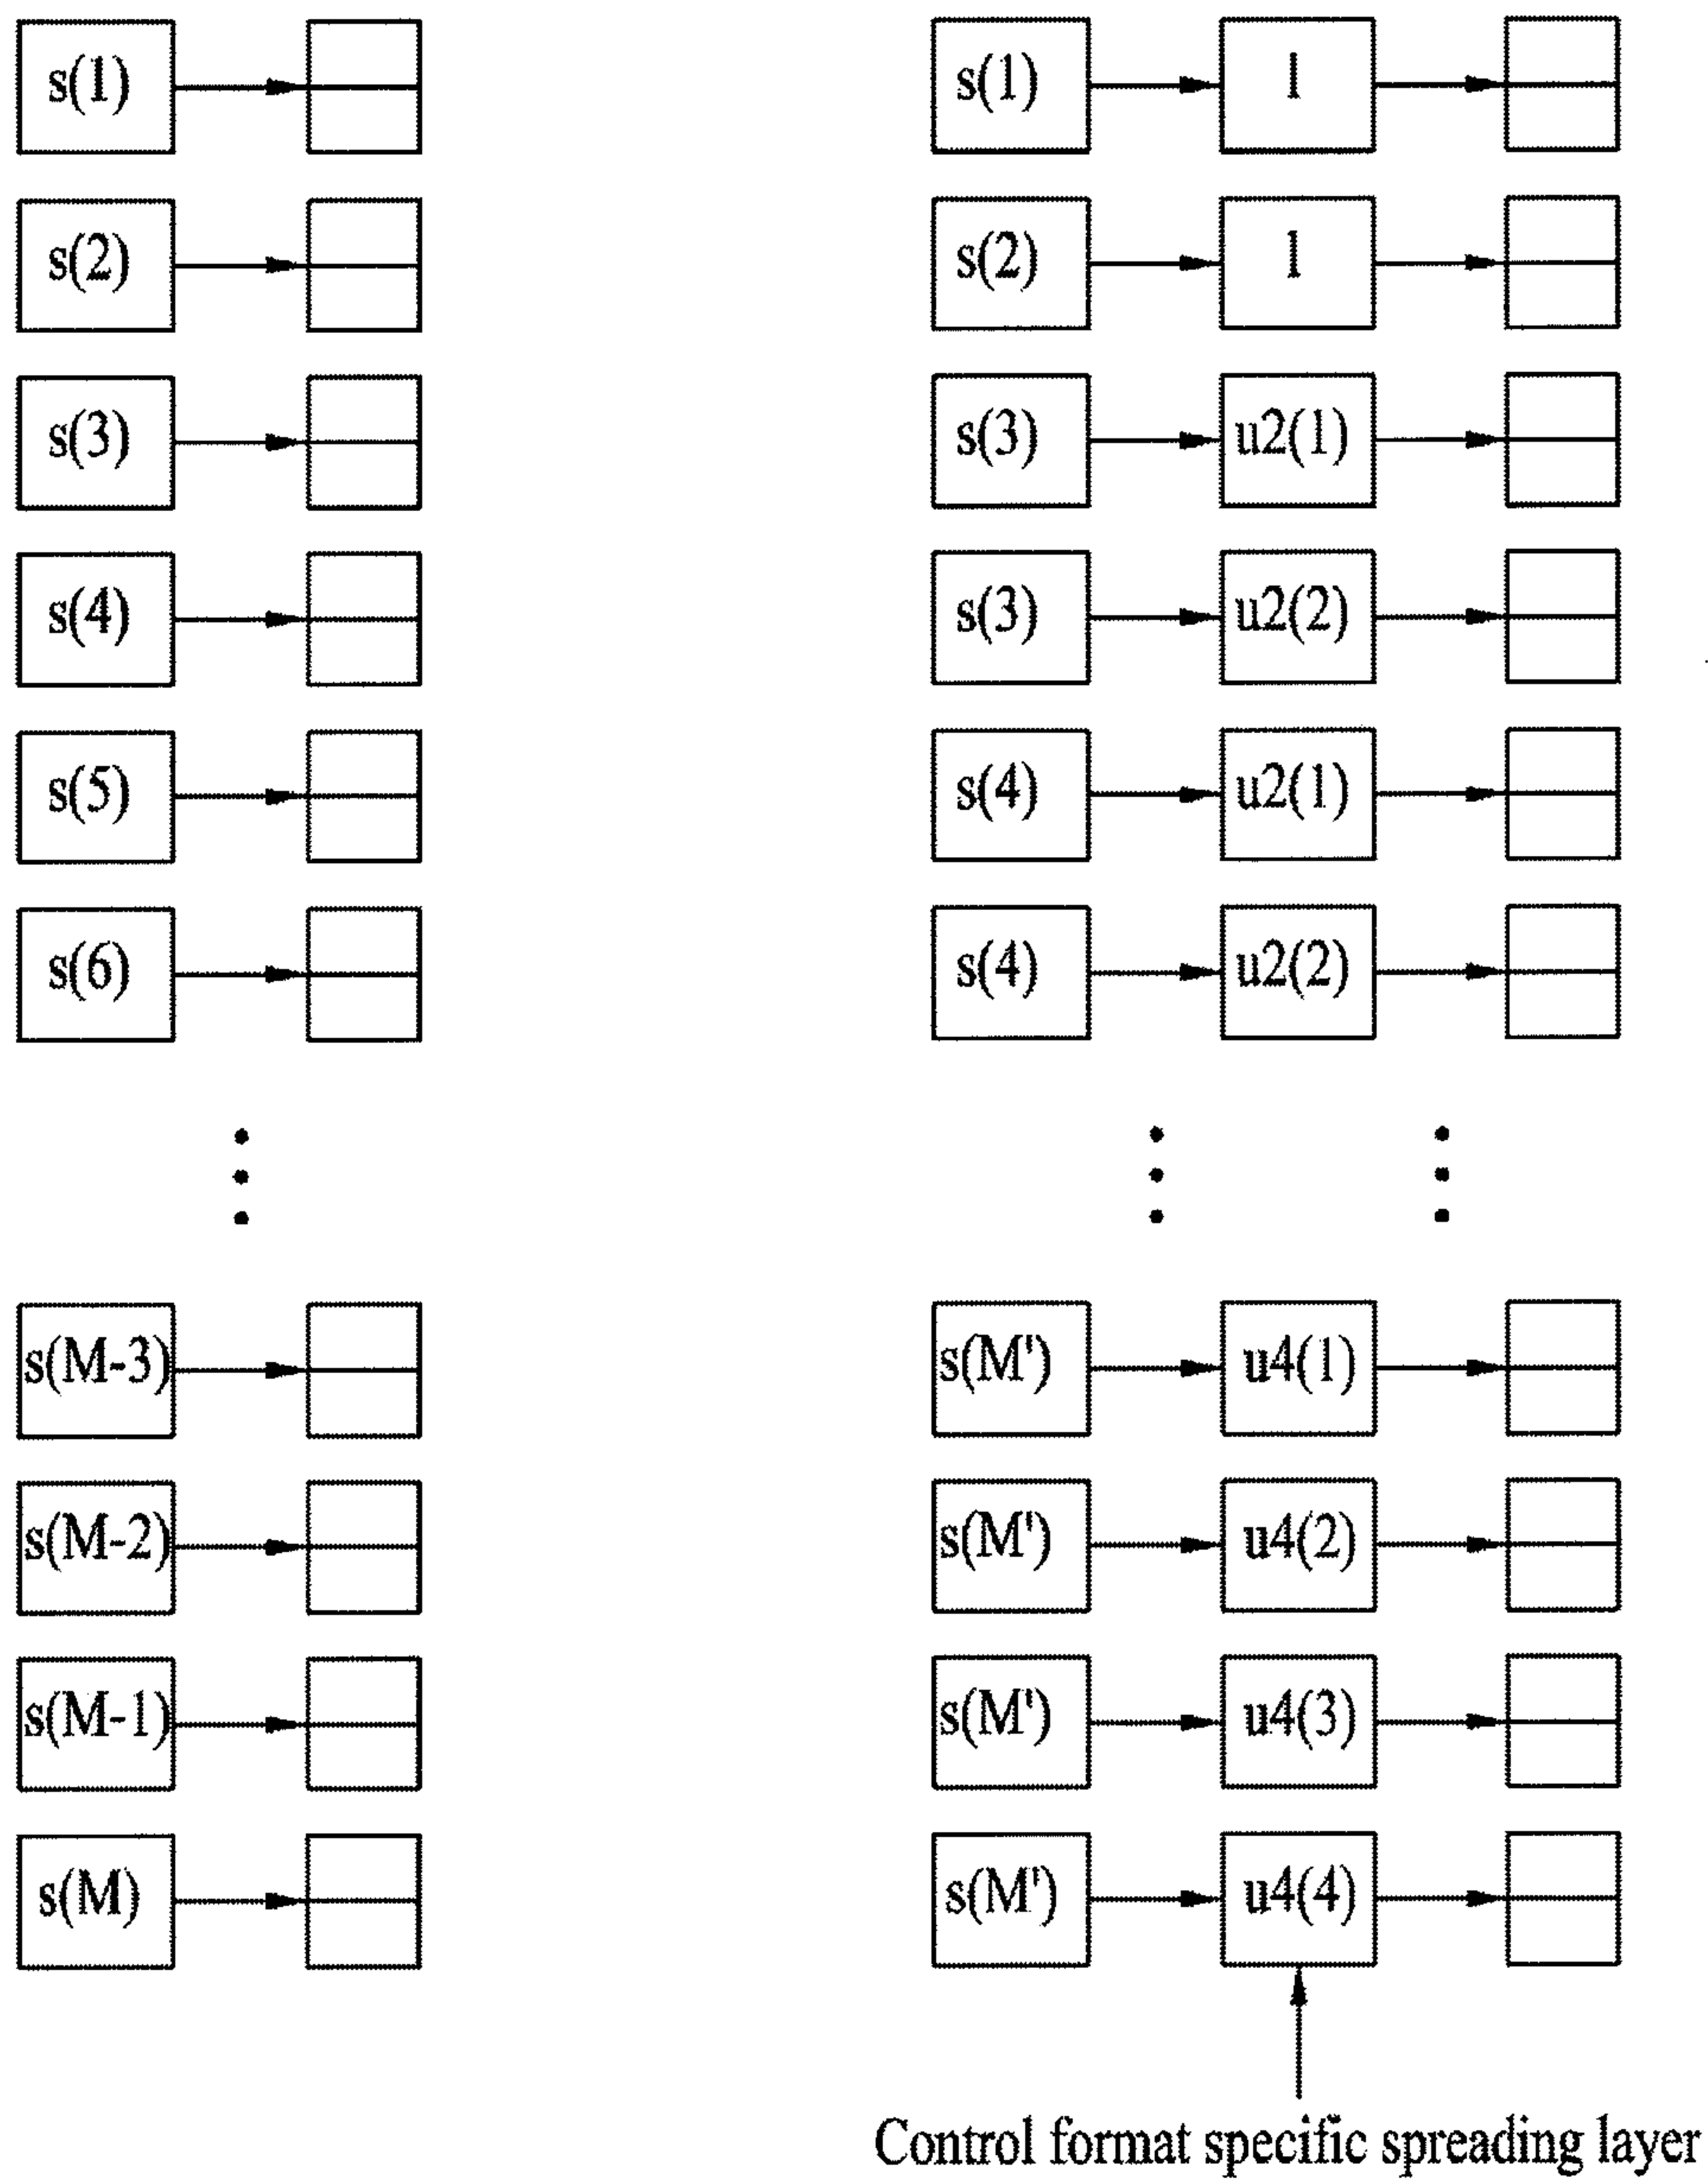 s(1)
s(2)
s(3)
s(4)
s(5)
s(6)
s(M-3)
s(M-2)
s(M-1)
s(M)
s(1) 1
s(2) 1
s(3) u2(1)
s(3) u2(2)
s(4) u2(1)
s(4) u2(2)
s(M') u4(1)
s(M') u4(2)
s(M') u4(3)
s(M') u4(4)
Control format specific spreading layer